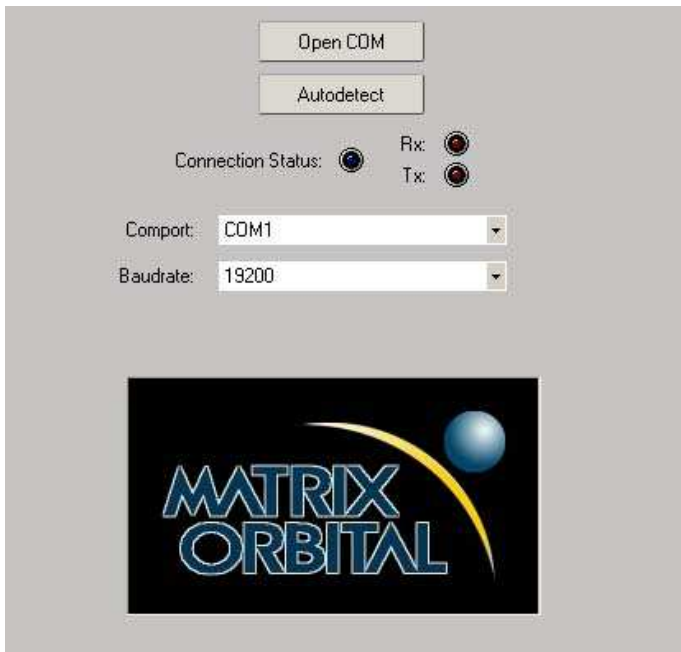 Open COM
Autodetect
Connection Status:
Rx:
Tx:
Comport: COM1
Baudrate: 19200
MATRIX
ORBITAL